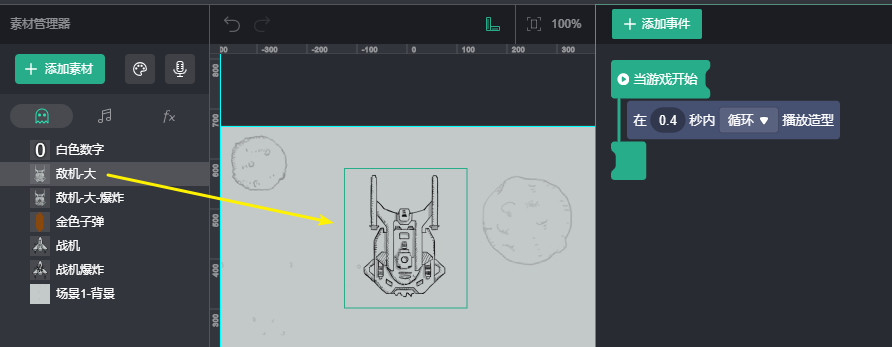 素材管理器
添加素材
fx
0 白色数字
敌机-大
敌机-大-爆炸
金色子弹
战机
战机爆炸
场景1-背景
100%
-300 -200 -100 0 100 200 300
800
700
600
500
400
300
添加事件
当游戏开始
在 0.4 秒内 循环 播放造型